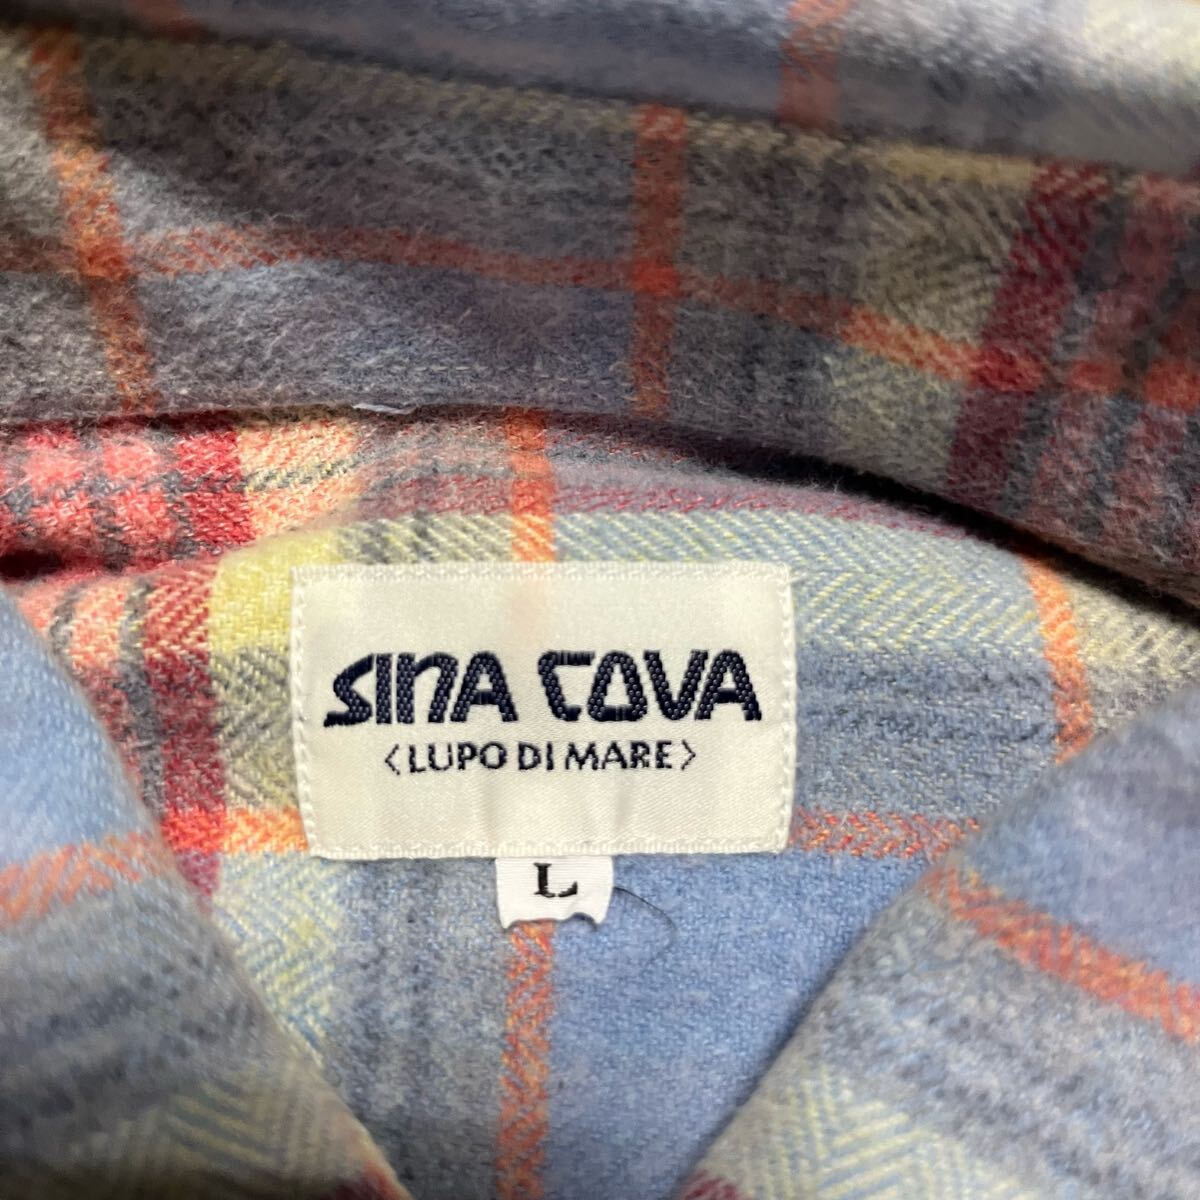 SINA COVA
〈LUPO DI MARE〉
L